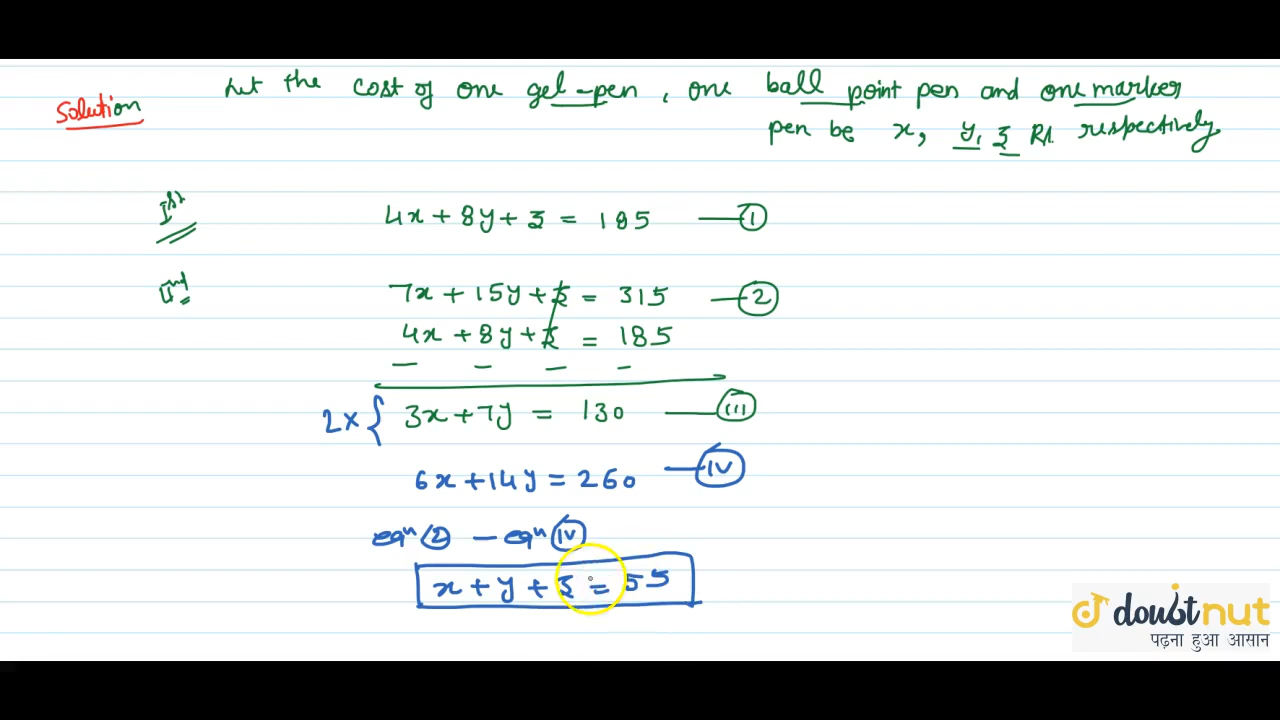 Solution
Let the cost of one gel-pen, one ball point pen and one marker
pen be x, y, z Rs respectively
Ist
4x + 8y + z = 185 — 1
IInd
7x + 15y + z = 315 — 2
4x + 8y + z = 185
— — — —
2x { 3x + 7y = 130 — III
6x + 14y = 260 — IV
eqn 2 — eqn IV
x + y + z = 55
doubtnut
पढ़ना हुआ आसान